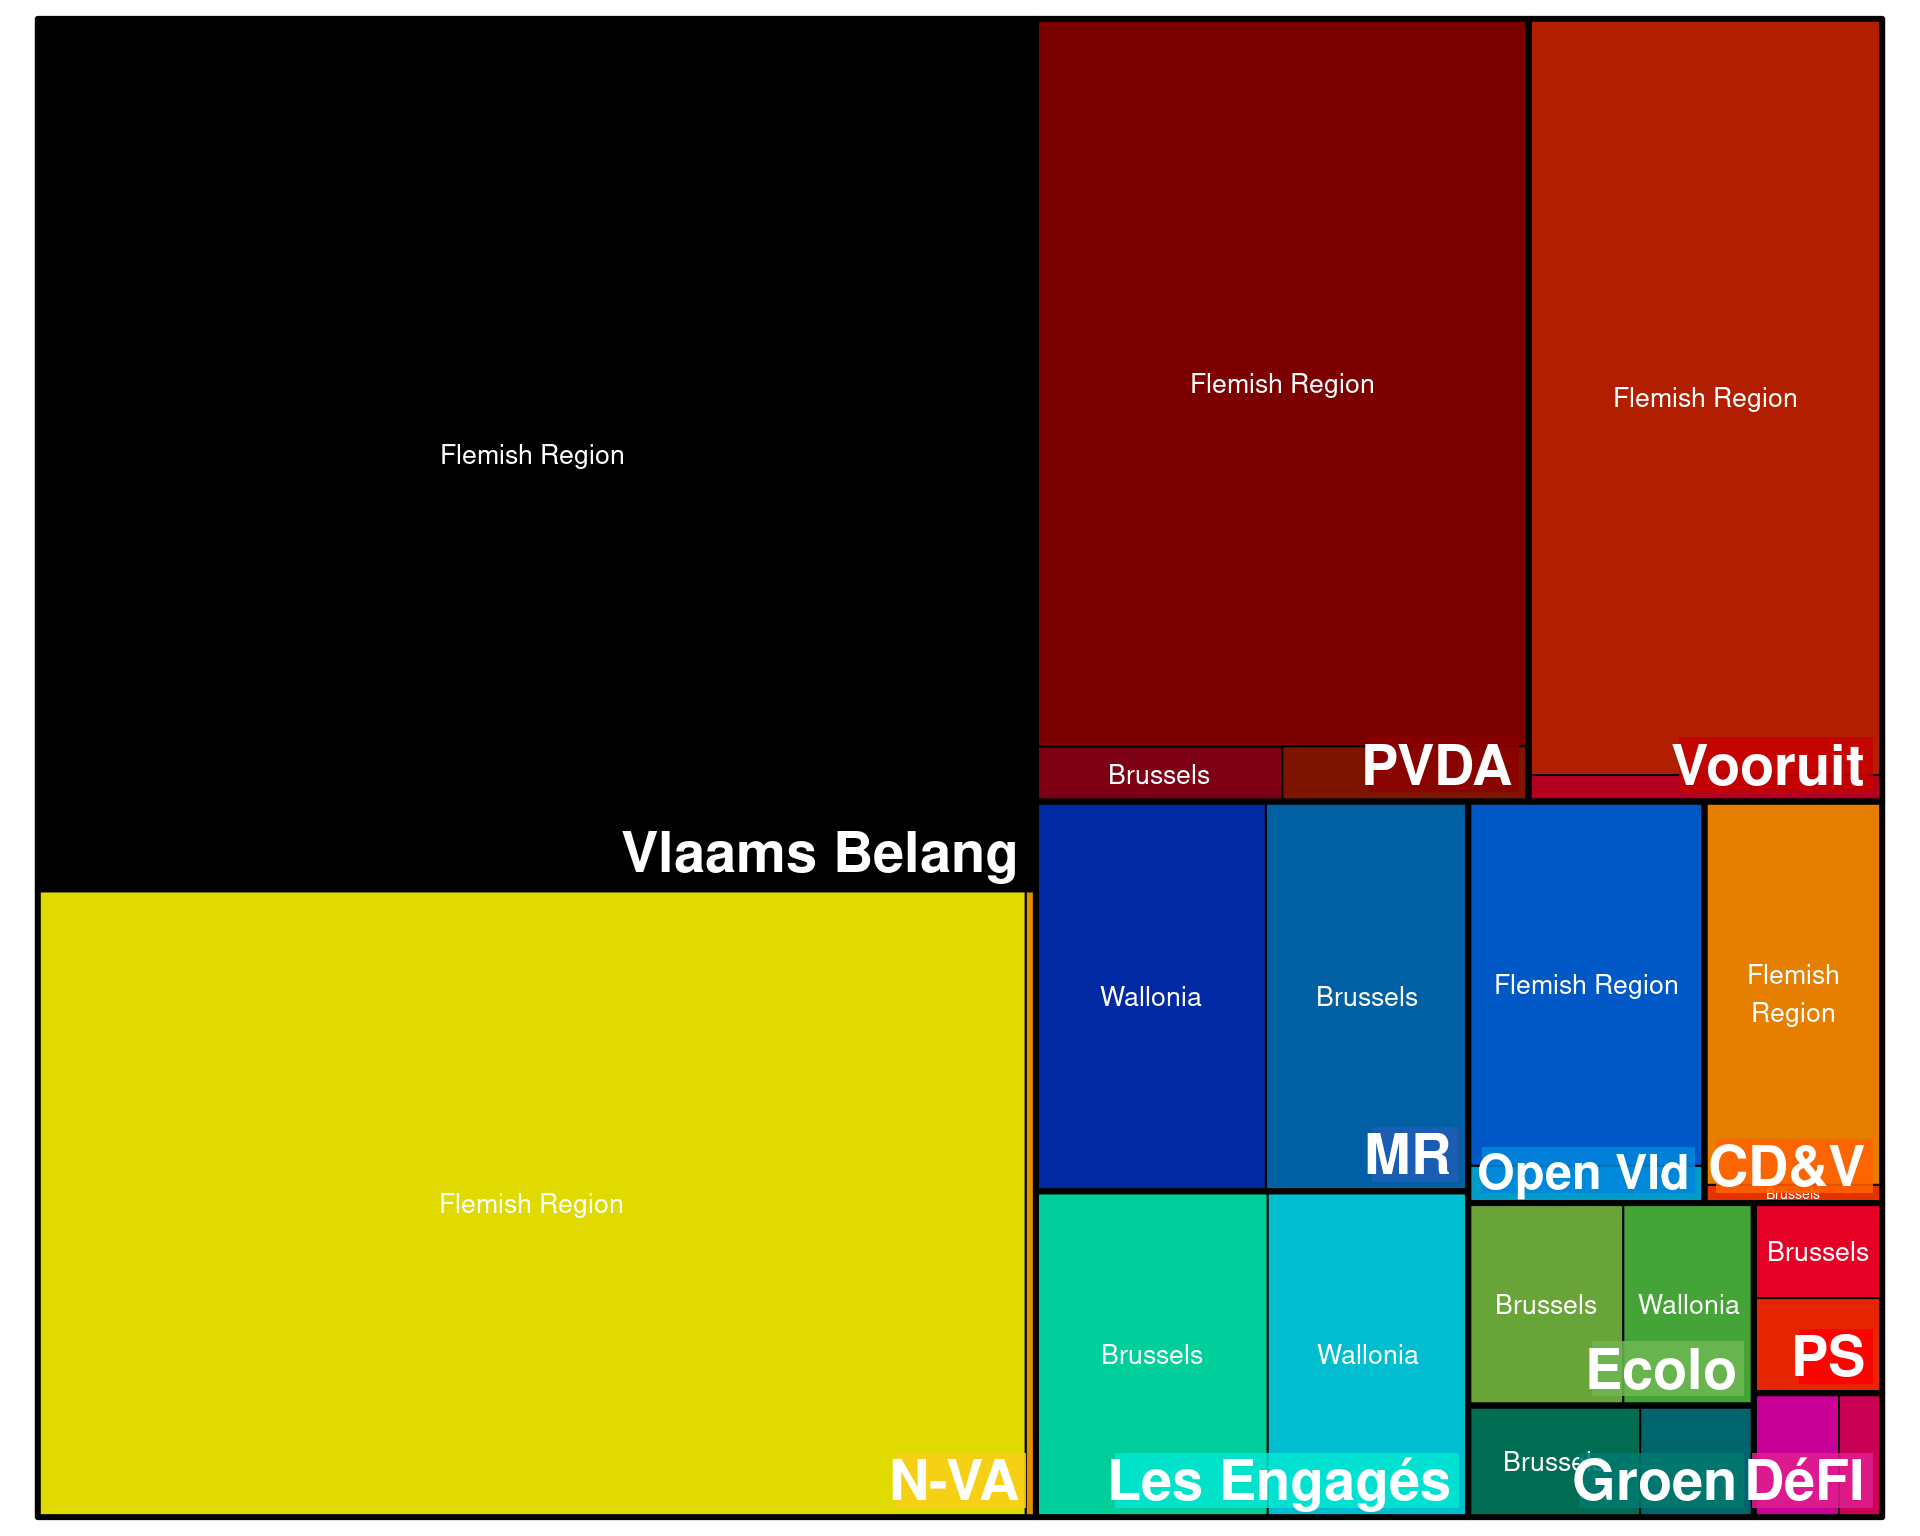 Flemish Region
Vlaams Belang
Flemish Region
N-VA
Flemish Region
Brussels
PVDA
Flemish Region
Vooruit
Wallonia
Brussels
MR
Flemish Region
Open Vld
Flemish
Region
CD&V
Brussels
Brussels
Wallonia
Les Engagés
Brussels
Wallonia
Ecolo
Brussels
PS
Brussel
Groen
DéFI